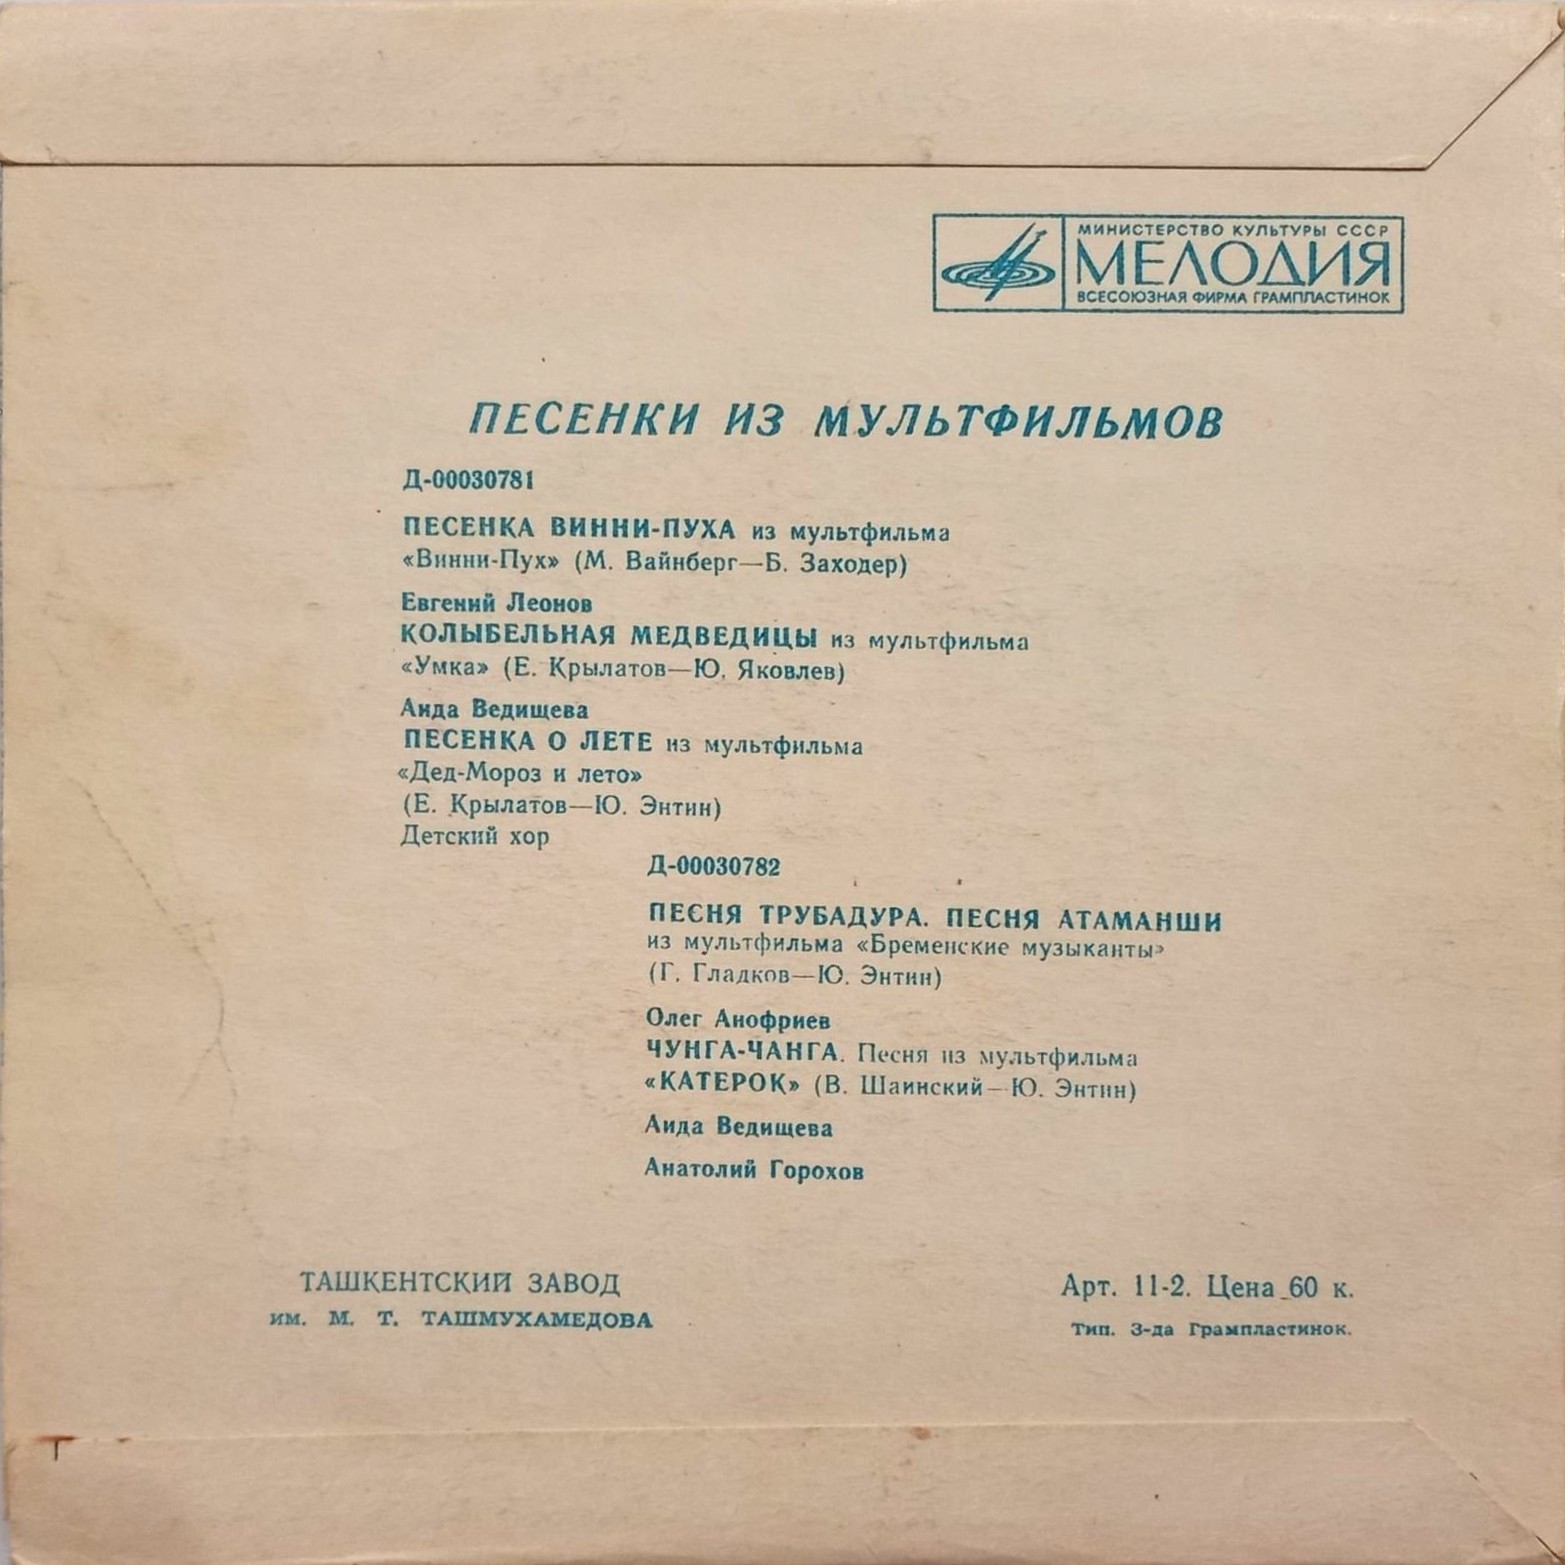 МИНИСТЕРСТВО КУЛЬТУРЫ СССР
МЕЛОДИЯ
ВСЕСОЮЗНАЯ ФИРМА ГРАМПЛАСТИНОК
ПЕСЕНКИ ИЗ МУЛЬТФИЛЬМОВ
Д-00030781
ПЕСЕНКА ВИННИ-ПУХА из мультфильма
«Винни-Пух» (М. Вайнберг—Б. Заходер)
Евгений Леонов
КОЛЫБЕЛЬНАЯ МЕДВЕДИЦЫ из мультфильма
«Умка» (Е. Крылатов—Ю. Яковлев)
Аида Ведищева
ПЕСЕНКА О ЛЕТЕ из мультфильма
«Дед-Мороз и лето»
(Е. Крылатов—Ю. Энтин)
Детский хор
Д-00030782
ПЕСНЯ ТРУБАДУРА. ПЕСНЯ АТАМАНШИ
из мультфильма «Бременские музыканты»
(Г. Гладков—Ю. Энтин)
Олег Анофриев
ЧУНГА-ЧАНГА. Песня из мультфильма
«КАТЕРОК» (В. Шаинский—Ю. Энтин)
Аида Ведищева
Анатолий Горохов
ТАШКЕНТСКИЙ ЗАВОД
им. М. Т. ТАШМУХАМЕДОВА
Арт. 11-2. Цена 60 к.
Тип. З-да Грампластинок.